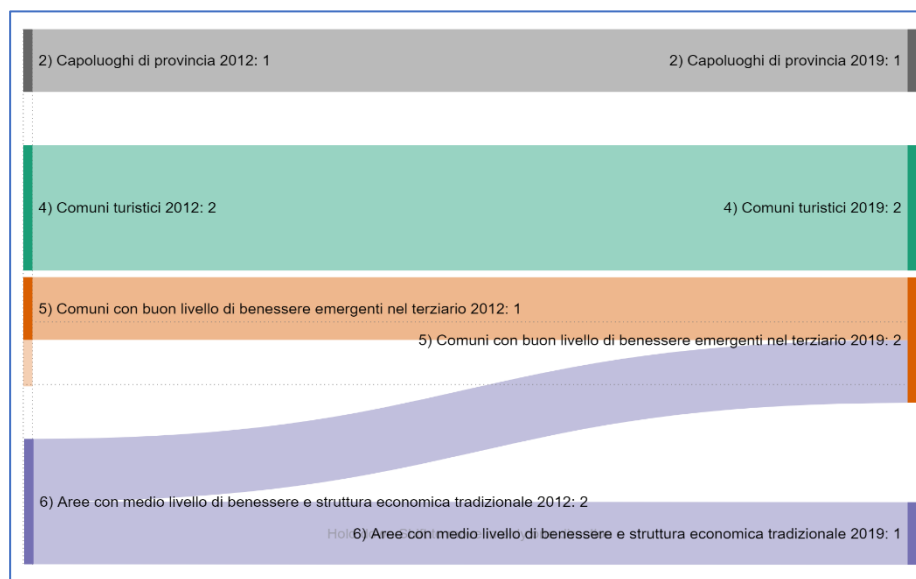 2) Capoluoghi di provincia 2012: 1
2) Capoluoghi di provincia 2019: 1
4) Comuni turistici 2012: 2
4) Comuni turistici 2019: 2
5) Comuni con buon livello di benessere emergenti nel terziario 2012: 1
5) Comuni con buon livello di benessere emergenti nel terziario 2019: 2
6) Aree con medio livello di benessere e struttura economica tradizionale 2012: 2
6) Aree con medio livello di benessere e struttura economica tradizionale 2019: 1